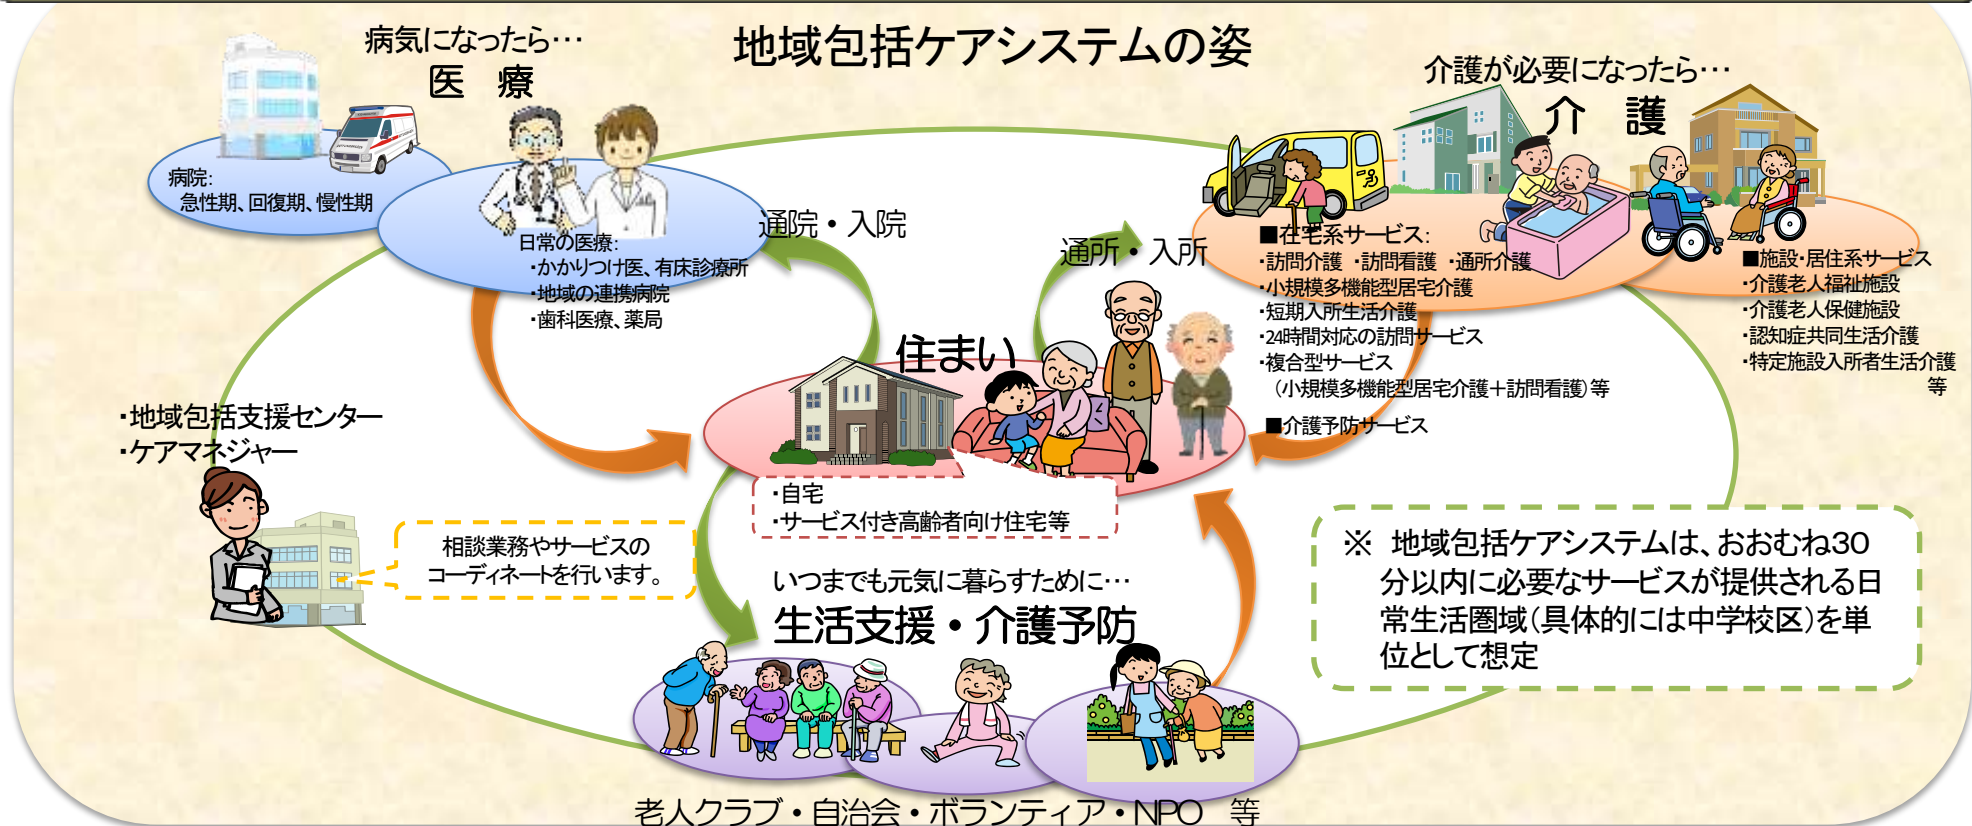 地域包括ケアシステムの姿
病気になったら…
医 療
病院:
急性期、回復期、慢性期
日常の医療:
・かかりつけ医、有床診療所
・地域の連携病院
・歯科医療、薬局
通院・入院
通所・入所
介護が必要になったら…
介 護
■在宅系サービス:
・訪問介護 ・訪問看護 ・通所介護
・小規模多機能型居宅介護
・短期入所生活介護
・24時間対応の訪問サービス
・複合型サービス
(小規模多機能型居宅介護+訪問看護)等
■介護予防サービス
■施設・居住系サービス
・介護老人福祉施設
・介護老人保健施設
・認知症共同生活介護
・特定施設入所者生活介護
等
住まい
・自宅
・サービス付き高齢者向け住宅等
・地域包括支援センター
・ケアマネジャー
相談業務やサービスの
コーディネートを行います。
いつまでも元気に暮らすために…
生活支援・介護予防
老人クラブ・自治会・ボランティア・NPO 等
※ 地域包括ケアシステムは、おおむね30
分以内に必要なサービスが提供される日
常生活圏域(具体的には中学校区)を単
位として想定